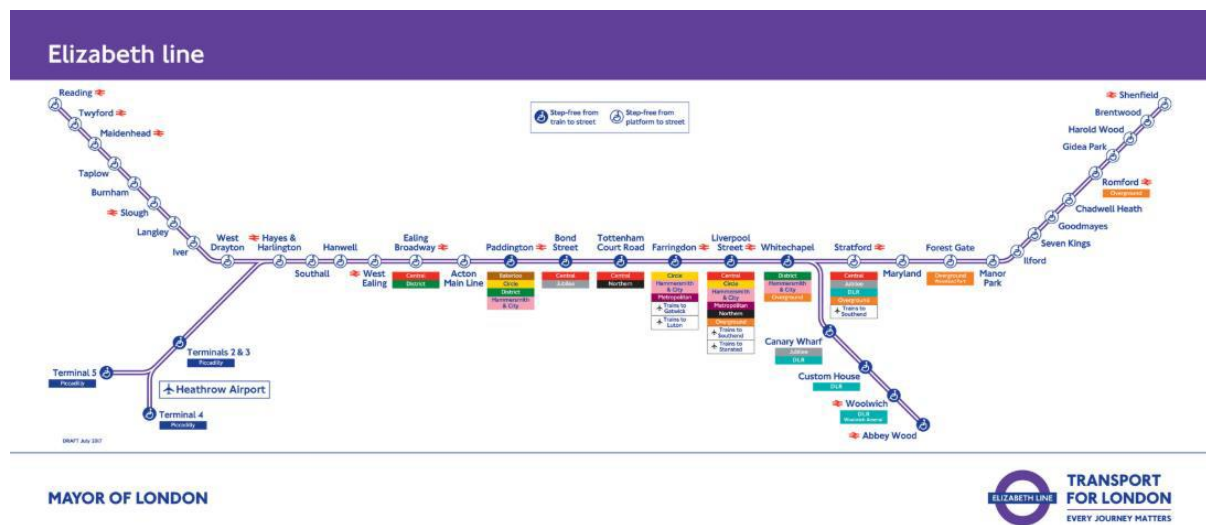 Elizabeth line
Step-free from
train to street
Step-free from
platform to street
Reading
Twyford
Maidenhead
Taplow
Burnham
Slough
Langley
Iver
West
Drayton
Hayes &
Harlington
Southall
Hanwell
West
Ealing
Ealing
Broadway
Central
District
Acton
Main Line
Paddington
Bakerloo
Circle
District
Hammersmith
& City
Bond
Street
Central
Jubilee
Tottenham
Court Road
Central
Northern
Farringdon
Circle
Hammersmith
& City
Metropolitan
Trains to
Gatwick
Trains to
Luton
Liverpool
Street
Central
Circle
Hammersmith
& City
Metropolitan
Northern
Overground
Trains to
Southend
Trains to
Stansted
Whitechapel
District
Hammersmith
& City
Overground
Stratford
Central
Jubilee
DLR
Overground
Trains to
Southend
Maryland
Forest Gate
Overground
Manor
Park
Ilford
Seven Kings
Goodmayes
Chadwell Heath
Romford
Overground
Gidea Park
Harold Wood
Brentwood
Shenfield
Canary Wharf
Jubilee
DLR
Custom House
DLR
Woolwich
DLR
Woolwich Arsenal
Abbey Wood
Terminals 2 & 3
Piccadilly
Terminal 5
Piccadilly
Heathrow Airport
Terminal 4
Piccadilly
DRAFT July 2017
MAYOR OF LONDON
ELIZABETH LINE
TRANSPORT
FOR LONDON
EVERY JOURNEY MATTERS